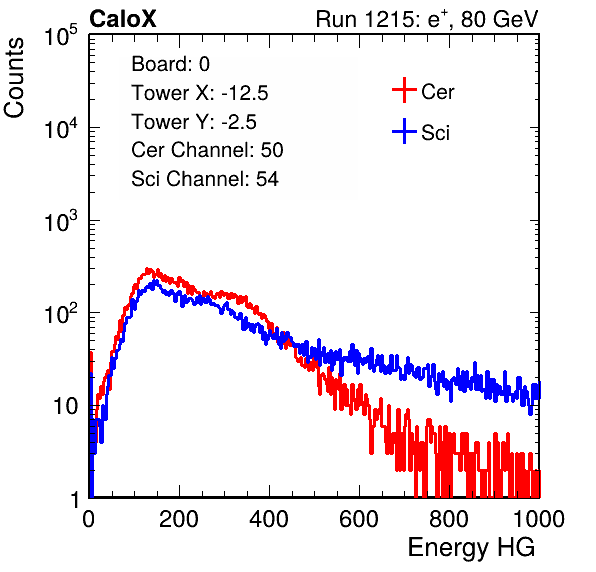 CaloX Run 1215: e⁺, 80 GeV
Counts
10⁵
10⁴
10³
10²
10
1
Board: 0
Tower X: -12.5
Tower Y: -2.5
Cer Channel: 50
Sci Channel: 54
Cer
Sci
0 200 400 600 800 1000
Energy HG